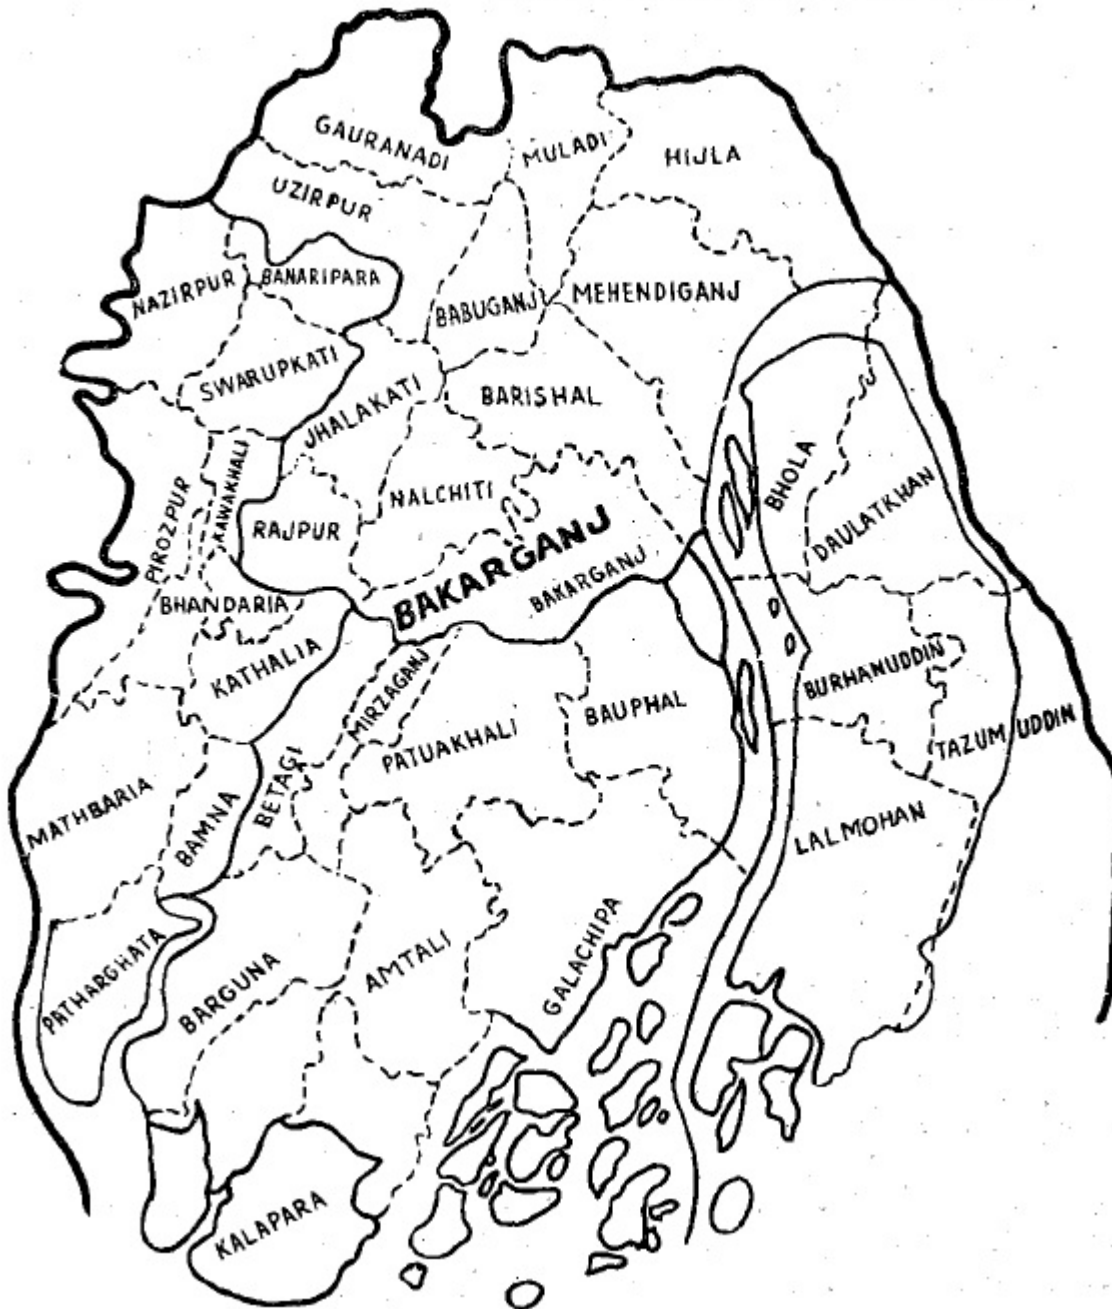 GAURANADI
MULADI
HIJLA
UZIRPUR
NAZIRPUR
BANARIPARA
BABUGANJ
MEHENDIGANJ
SWARUPKATI
JHALAKATI
BARISHAL
BHOLA
DAULATKHAN
PIROZPUR
KAWAKHALI
RAJPUR
NALCHITI
BAKARGANJ
BAKARGANJ
BHANDARIA
KATHALIA
MIRZAGANJ
PATUAKHALI
BAUPHAL
BURHANUDDIN
TAZUMUDDIN
MATHBARIA
BAMNA
BETAGI
LALMOHAN
PATHARGHATA
BARGUNA
AMTALI
GALACHIPA
KALAPARA